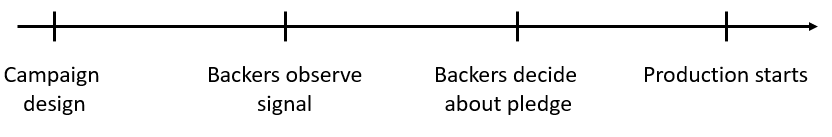 Campaign
design
Backers observe
signal
Backers decide
about pledge
Production starts